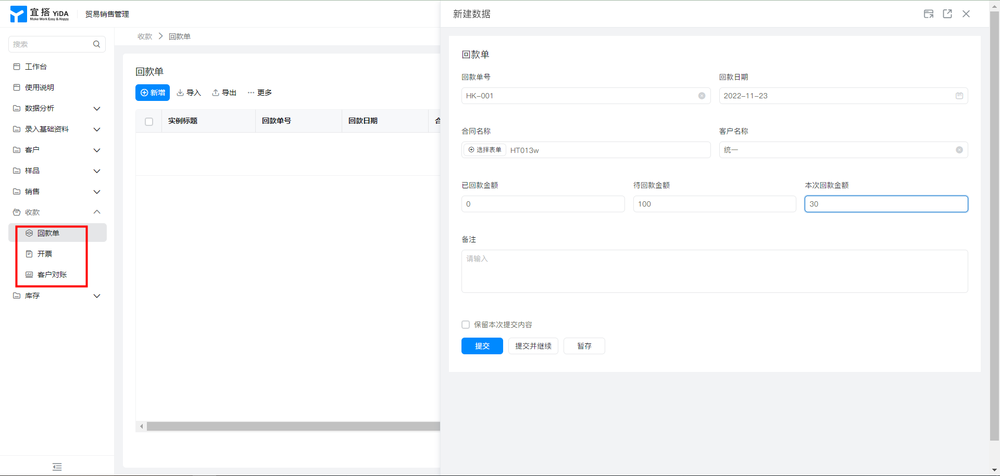 宜搭 YiDA
Make Work Easy & Happy
贸易销售管理
搜索
工作台
使用说明
数据分析
录入基础资料
客户
样品
销售
收款
回款单
开票
客户对账
库存
收款 > 回款单
回款单
新增 导入 导出 ··· 更多
实例标题 回款单号 回款日期 合
新建数据
回款单
回款单号 回款日期
HK-001 2022-11-23
合同名称 客户名称
选择表单 HT013w 统一
已回款金额 待回款金额 本次回款金额
0 100 30
备注
请输入
保留本次提交内容
提交 提交并继续 暂存